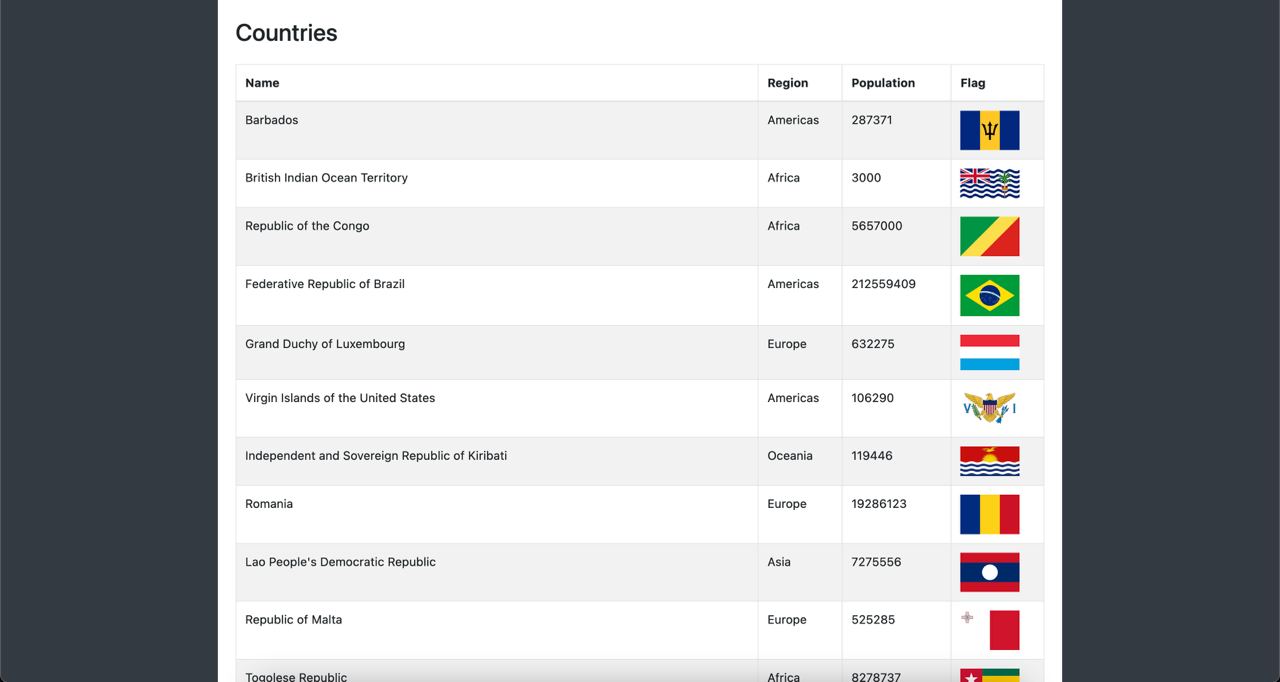 Countries
Name Region Population Flag
Barbados Americas 287371
British Indian Ocean Territory Africa 3000
Republic of the Congo Africa 5657000
Federative Republic of Brazil Americas 212559409
Grand Duchy of Luxembourg Europe 632275
Virgin Islands of the United States Americas 106290
V I
Independent and Sovereign Republic of Kiribati Oceania 119446
Romania Europe 19286123
Lao People's Democratic Republic Asia 7275556
Republic of Malta Europe 525285
Togolese Republic Africa 8278737